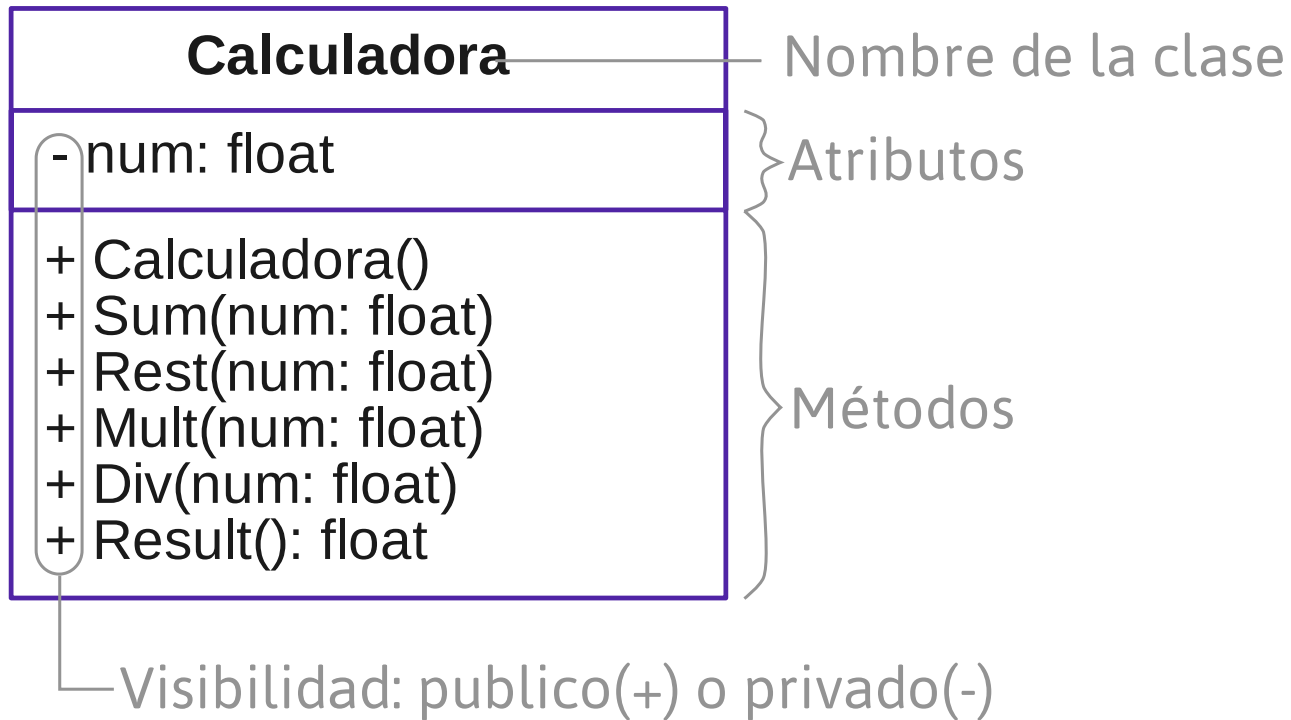 Calculadora
Nombre de la clase
- num: float
Atributos
+ Calculadora()
+ Sum(num: float)
+ Rest(num: float)
+ Mult(num: float)
+ Div(num: float)
+ Result(): float
Métodos
Visibilidad: publico(+) o privado(-)